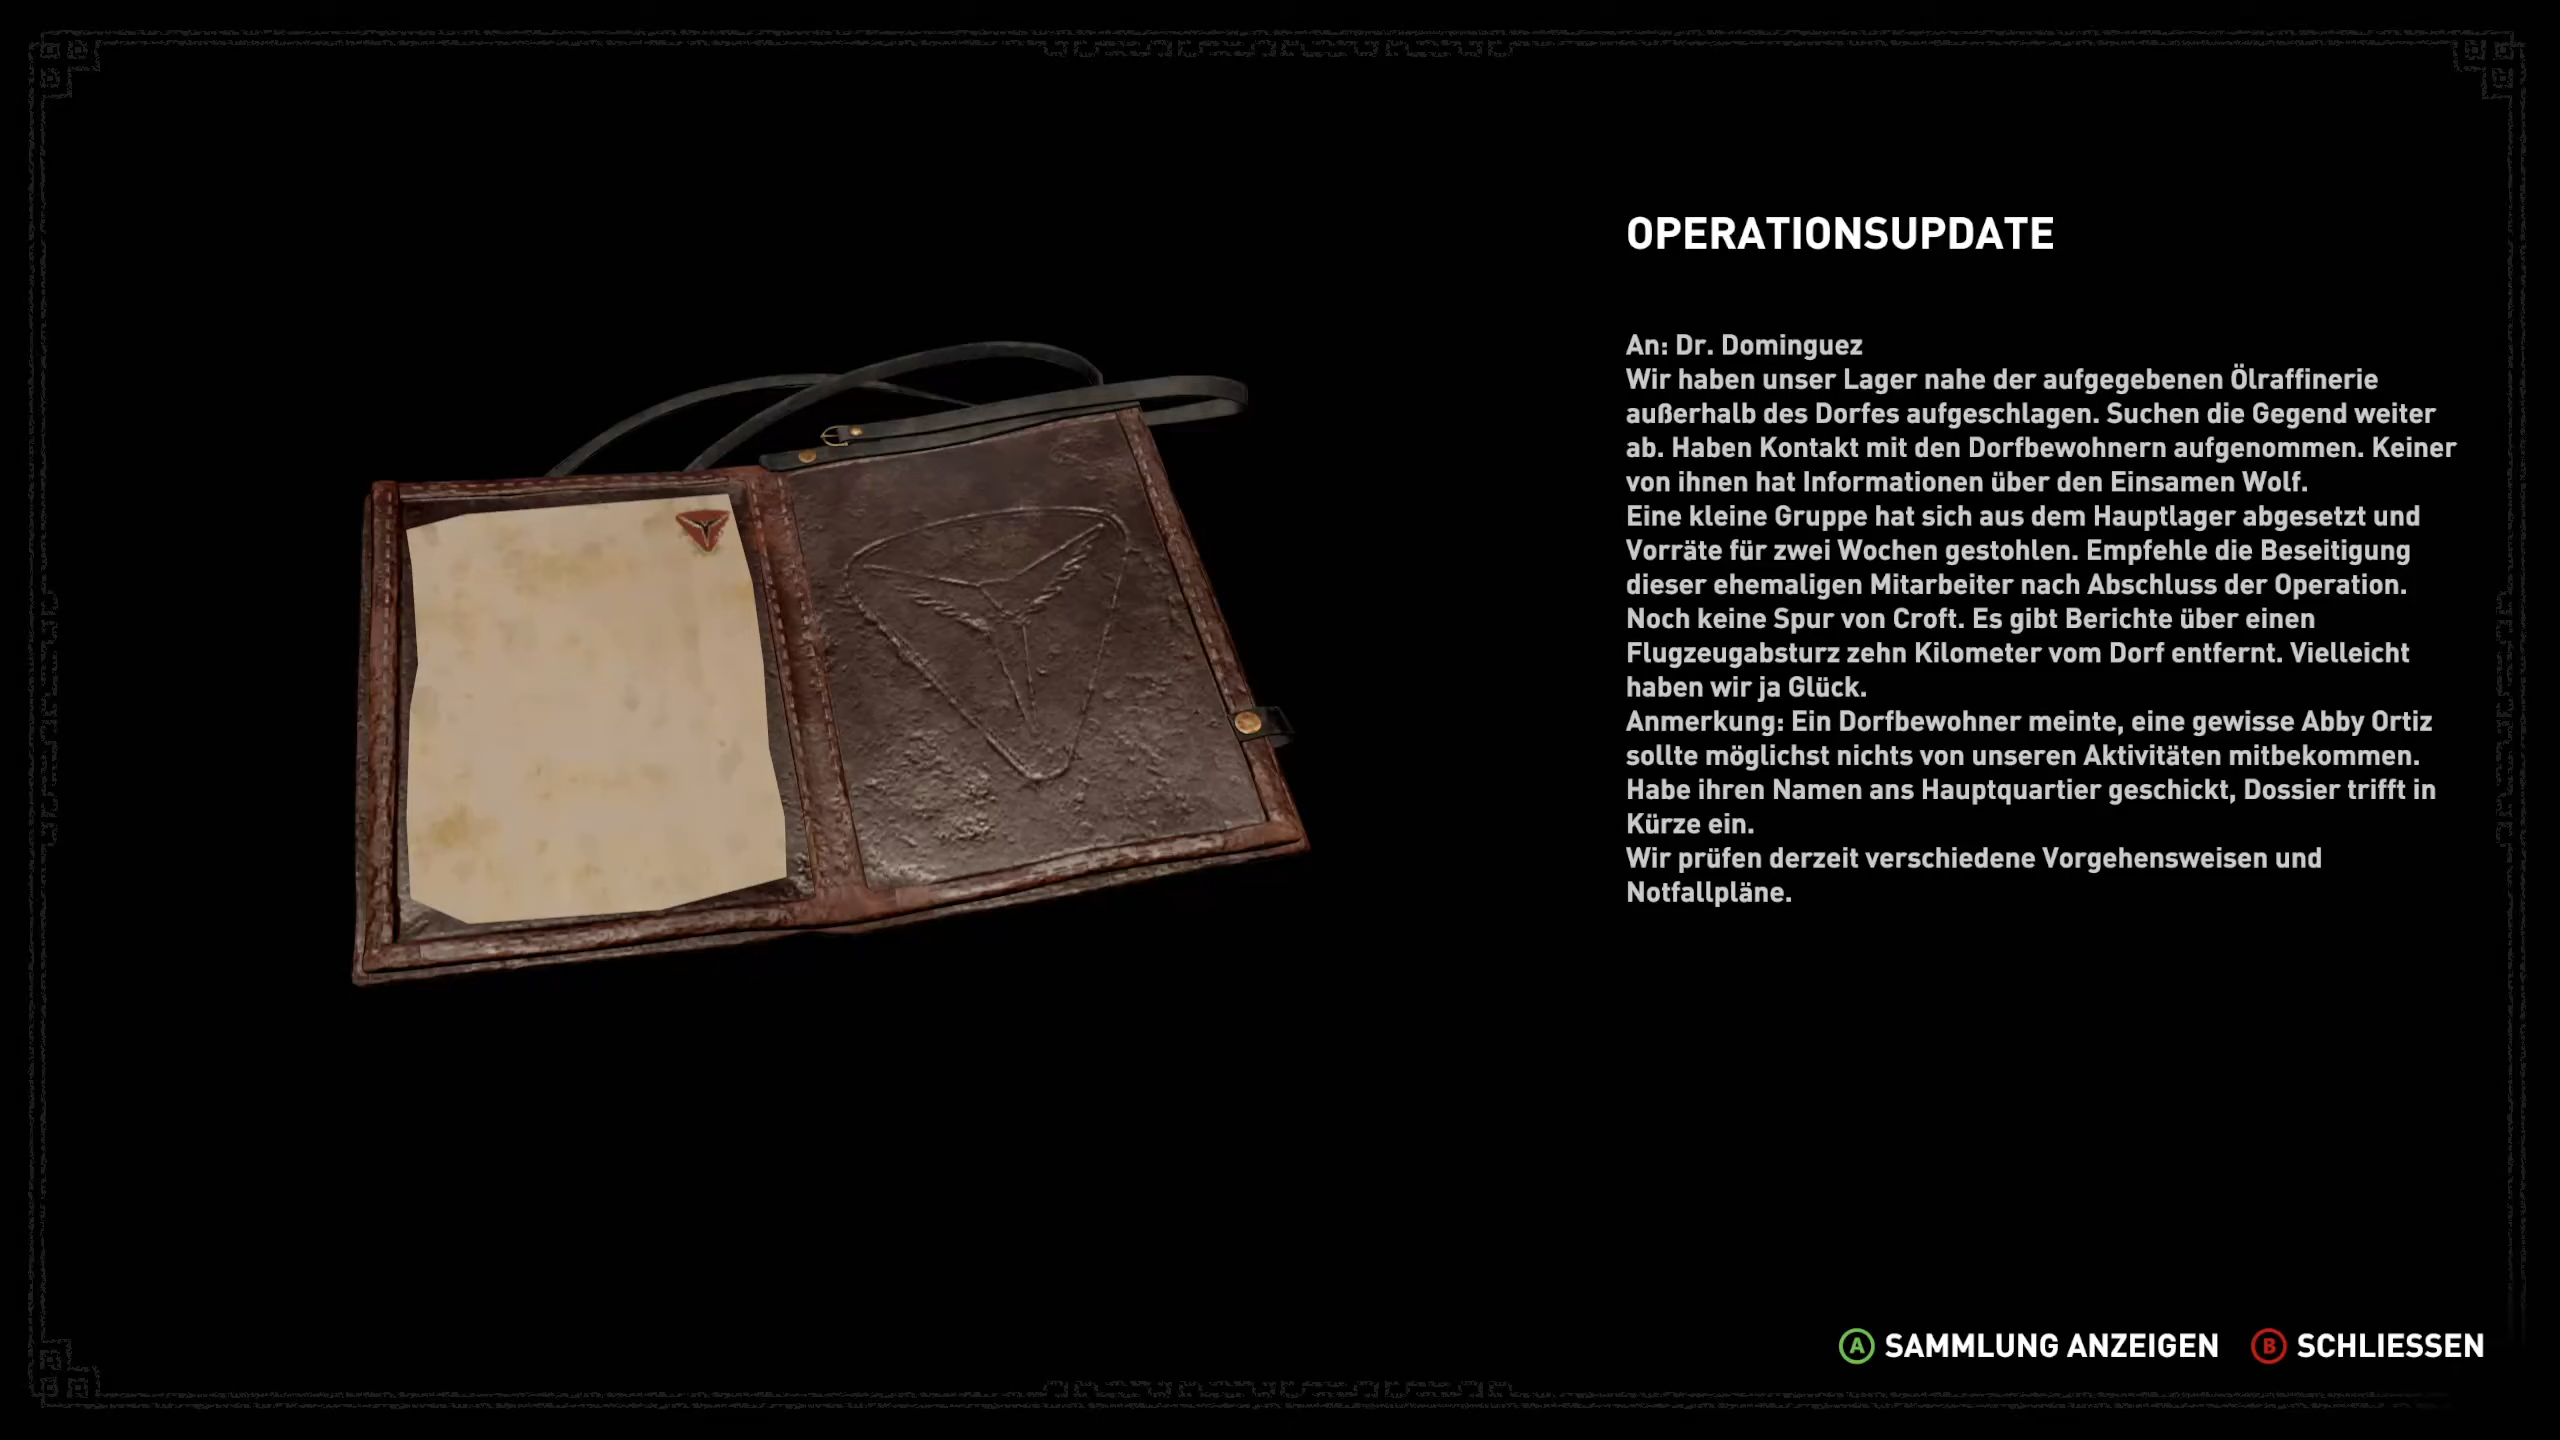 OPERATIONSUPDATE
An: Dr. Dominguez
Wir haben unser Lager nahe der aufgegebenen Ölraffinerie
außerhalb des Dorfes aufgeschlagen. Suchen die Gegend weiter
ab. Haben Kontakt mit den Dorfbewohnern aufgenommen. Keiner
von ihnen hat Informationen über den Einsamen Wolf.
Eine kleine Gruppe hat sich aus dem Hauptlager abgesetzt und
Vorräte für zwei Wochen gestohlen. Empfehle die Beseitigung
dieser ehemaligen Mitarbeiter nach Abschluss der Operation.
Noch keine Spur von Croft. Es gibt Berichte über einen
Flugzeugabsturz zehn Kilometer vom Dorf entfernt. Vielleicht
haben wir ja Glück.
Anmerkung: Ein Dorfbewohner meinte, eine gewisse Abby Ortiz
sollte möglichst nichts von unseren Aktivitäten mitbekommen.
Habe ihren Namen ans Hauptquartier geschickt, Dossier trifft in
Kürze ein.
Wir prüfen derzeit verschiedene Vorgehensweisen und
Notfallpläne.
A SAMMLUNG ANZEIGEN B SCHLIESSEN